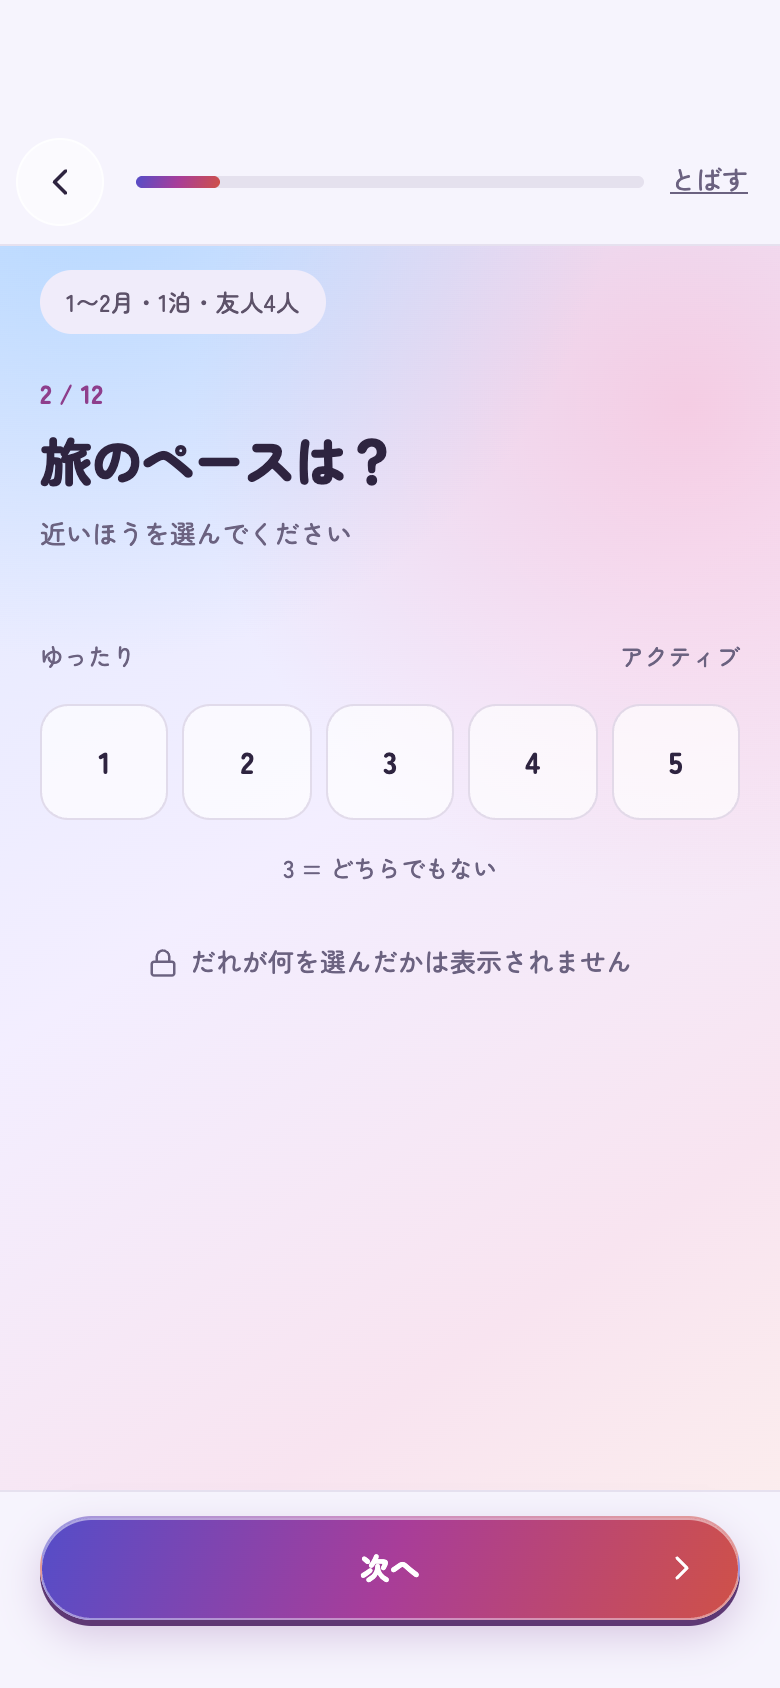 とばす
1〜2月・1泊・友人4人
2 / 12
旅のペースは？
近いほうを選んでください
ゆったり アクティブ
1 2 3 4 5
3 = どちらでもない
だれが何を選んだかは表示されません
次へ